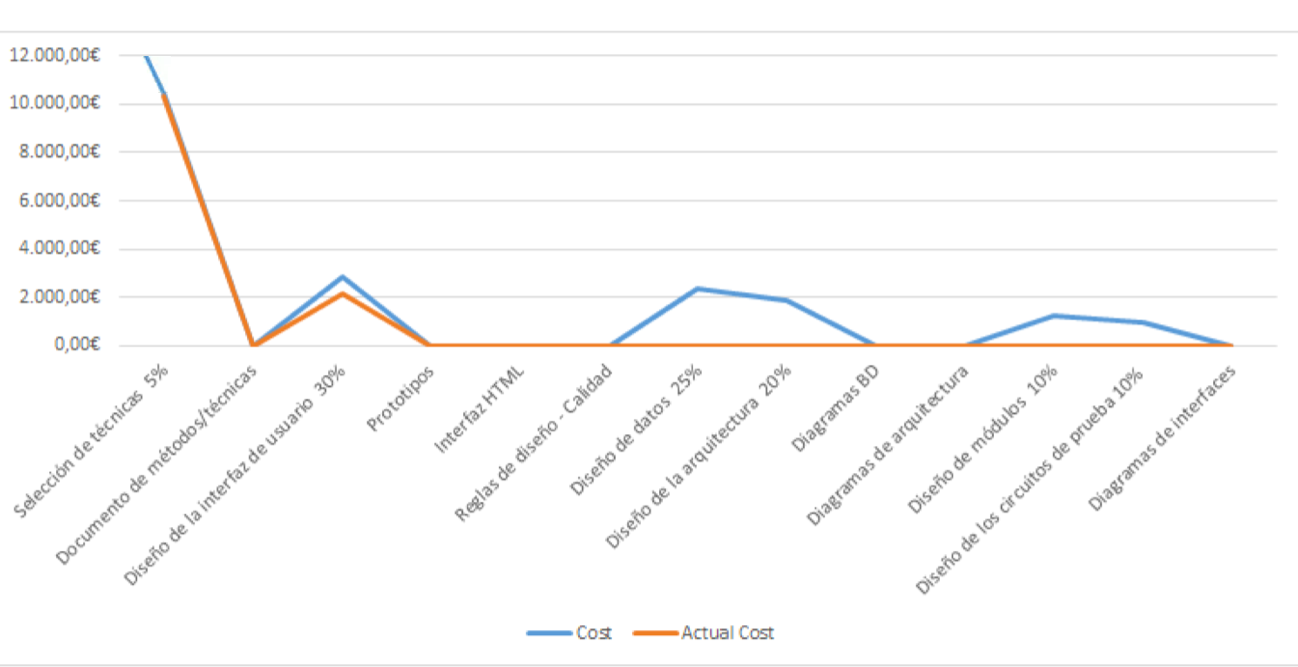 12.000,00€
10.000,00€
8.000,00€
6.000,00€
4.000,00€
2.000,00€
0,00€
Selección de técnicas 5%
Documento de métodos/técnicas
Diseño de la interfaz de usuario 30%
Prototipos
Interfaz HTML
Reglas de diseño - Calidad
Diseño de datos 25%
Diseño de la arquitectura 20%
Diagramas BD
Diagramas de arquitectura
Diseño de módulos 10%
Diseño de los circuitos de prueba 10%
Diagramas de interfaces
Cost
Actual Cost